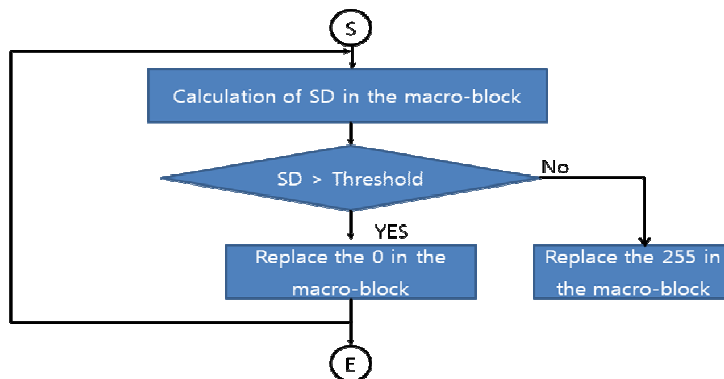 S
Calculation of SD in the macro-block
SD > Threshold
No
YES
Replace the 0 in the
macro-block
Replace the 255 in
the macro-block
E